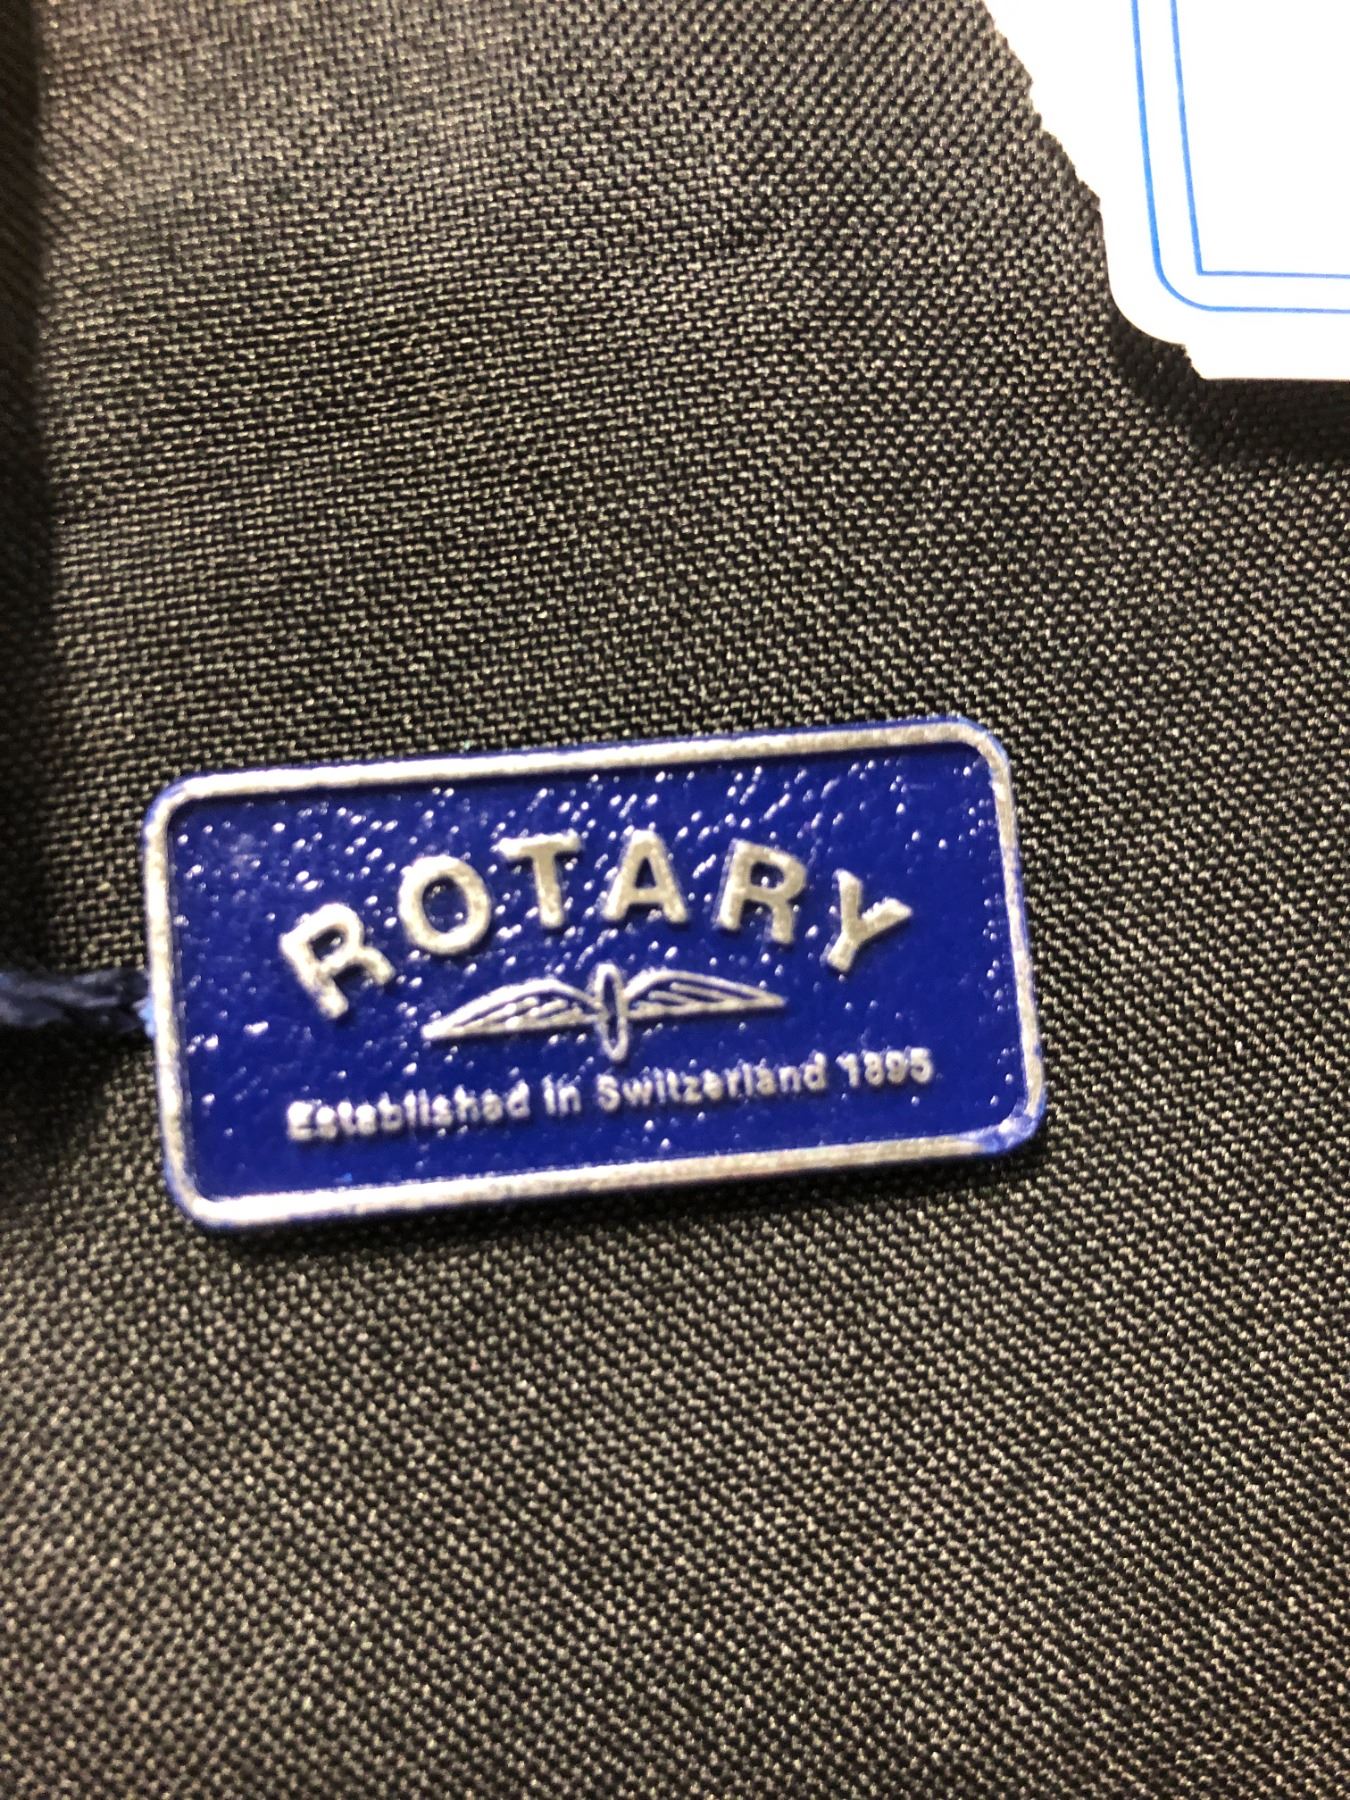 ROTARY
Established in Switzerland 1895